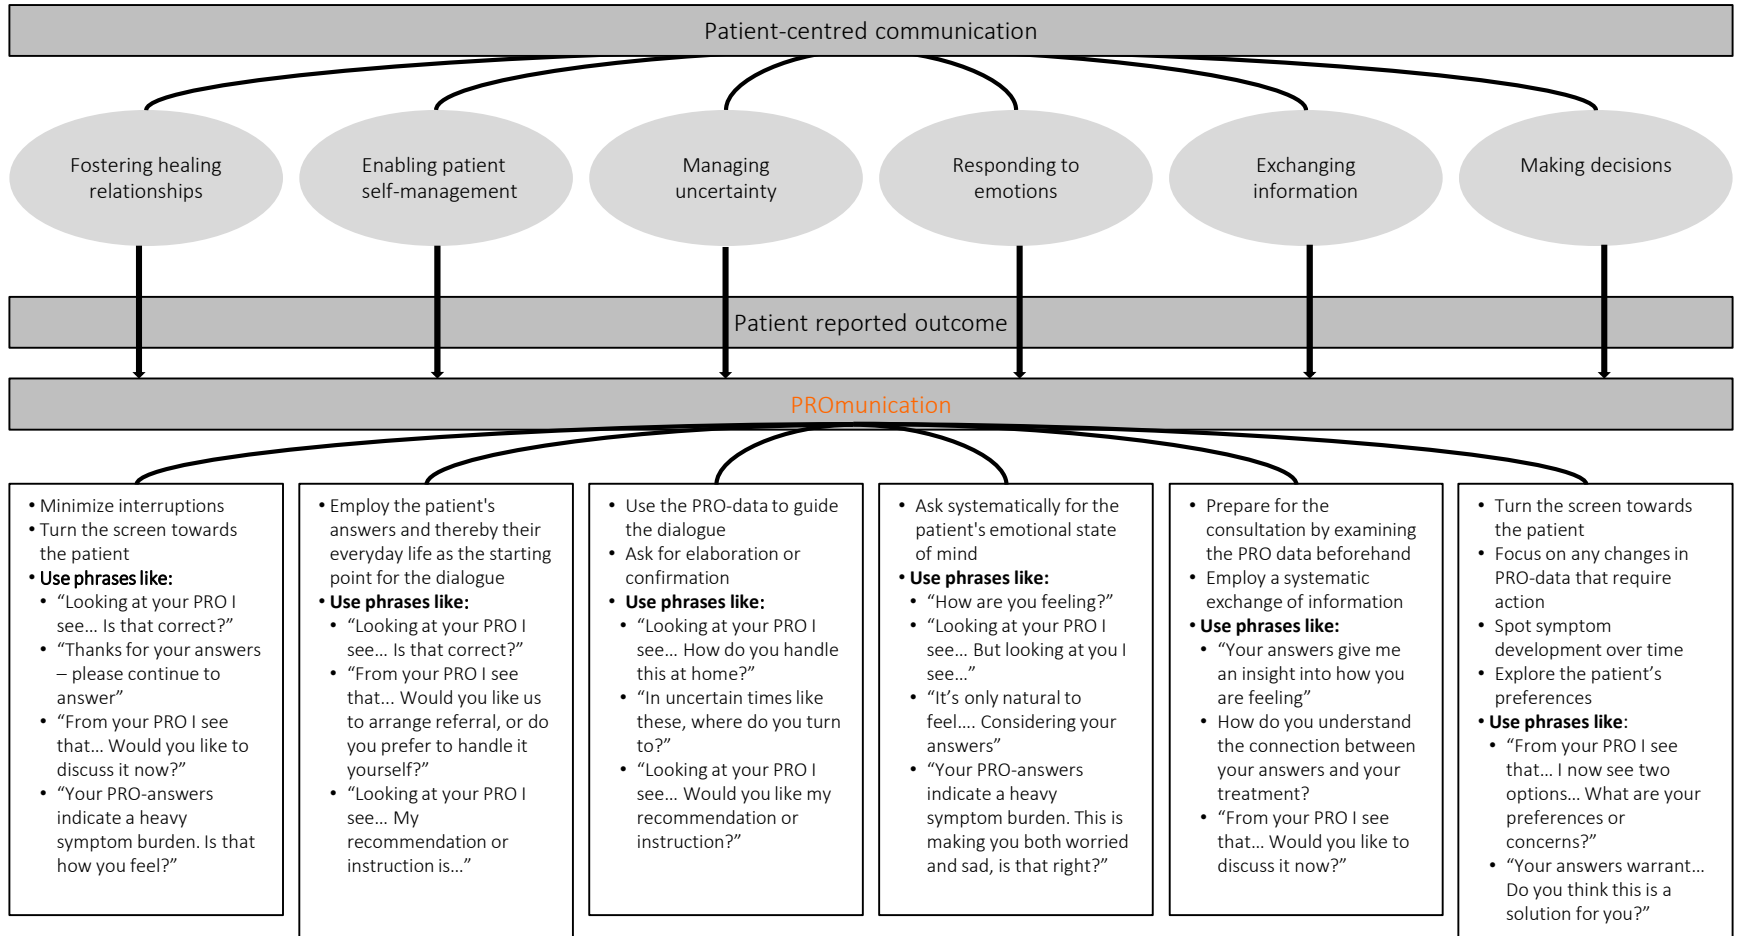 Patient-centred communication
Fostering healing
relationships
Enabling patient
self-management
Managing
uncertainty
Responding to
emotions
Exchanging
information
Making decisions
Patient reported outcome
PROmunication
• Minimize interruptions
• Turn the screen towards
the patient
• Use phrases like:
• “Looking at your PRO I
see... Is that correct?”
• “Thanks for your answers
– please continue to
answer”
• “From your PRO I see
that... Would you like to
discuss it now?”
• “Your PRO-answers
indicate a heavy
symptom burden. Is that
how you feel?”
• Employ the patient's
answers and thereby their
everyday life as the starting
point for the dialogue
• Use phrases like:
• “Looking at your PRO I
see... Is that correct?”
• “From your PRO I see
that... Would you like us
to arrange referral, or do
you prefer to handle it
yourself?”
• “Looking at your PRO I
see... My
recommendation or
instruction is...”
• Use the PRO-data to guide
the dialogue
• Ask for elaboration or
confirmation
• Use phrases like:
• “Looking at your PRO I
see... How do you handle
this at home?”
• “In uncertain times like
these, where do you turn
to?”
• “Looking at your PRO I
see... Would you like my
recommendation or
instruction?”
• Ask systematically for the
patient's emotional state
of mind
• Use phrases like:
• “How are you feeling?”
• “Looking at your PRO I
see... But looking at you I
see...”
• “It’s only natural to
feel.... Considering your
answers”
• “Your PRO-answers
indicate a heavy
symptom burden. This is
making you both worried
and sad, is that right?”
• Prepare for the
consultation by examining
the PRO data beforehand
• Employ a systematic
exchange of information
• Use phrases like:
• “Your answers give me
an insight into how you
are feeling”
• How do you understand
the connection between
your answers and your
treatment?
• “From your PRO I see
that... Would you like to
discuss it now?”
• Turn the screen towards
the patient
• Focus on any changes in
PRO-data that require
action
• Spot symptom
development over time
• Explore the patient’s
preferences
• Use phrases like:
• “From your PRO I see
that... I now see two
options... What are your
preferences or
concerns?”
• “Your answers warrant...
Do you think this is a
solution for you?”